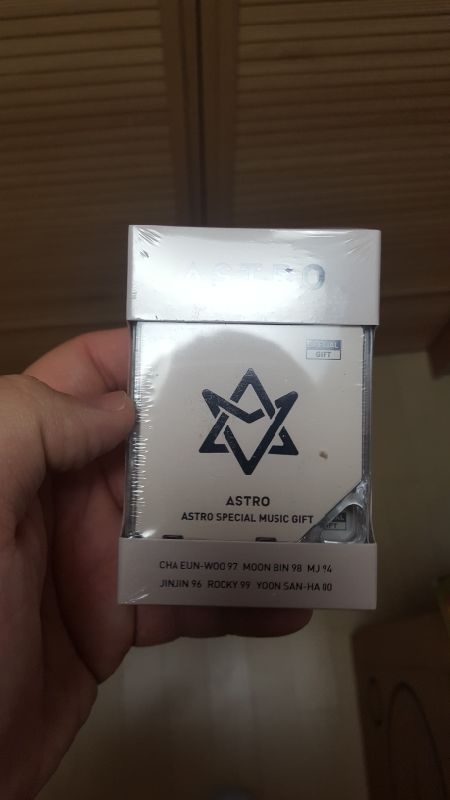 ASTRO
SPECIAL
GIFT
ASTRO
ASTRO SPECIAL MUSIC GIFT
GIFT
CHA EUN-WOO 97 MOON BIN 98 MJ 94
JINJIN 96 ROCKY 99 YOON SAN-HA 00